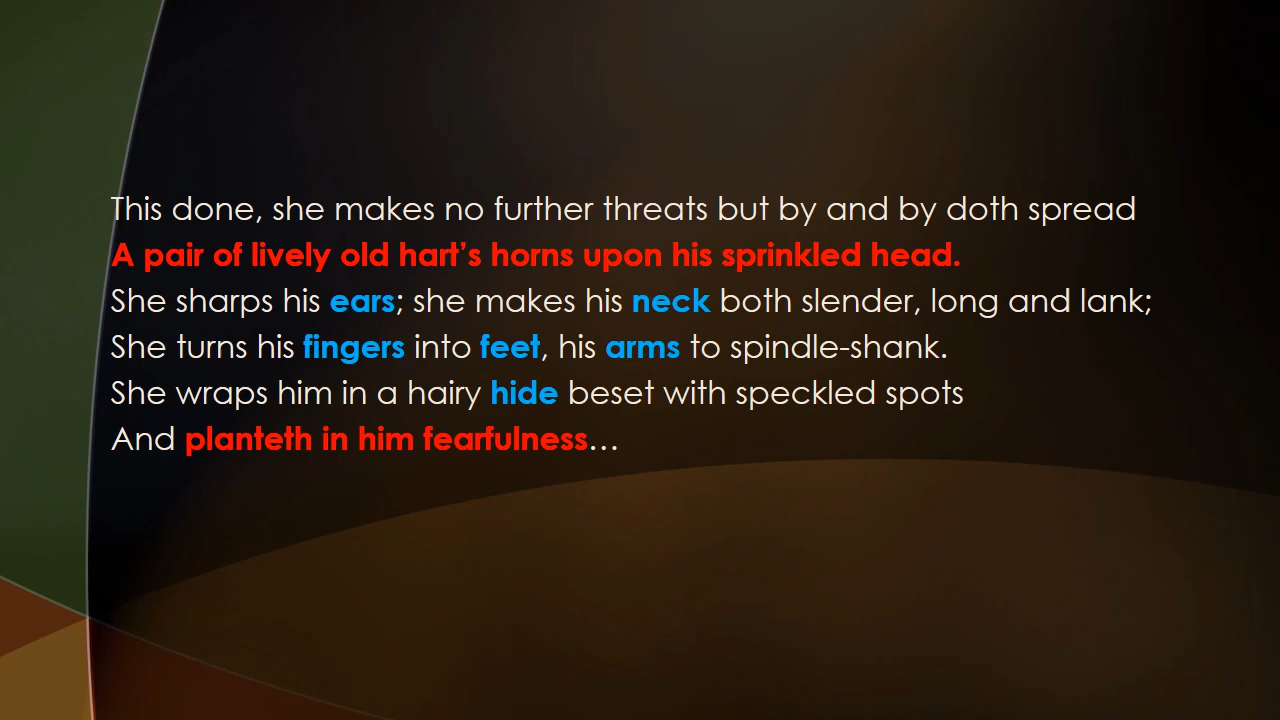 This done, she makes no further threats but by and by doth spread
A pair of lively old hart’s horns upon his sprinkled head.
She sharps his ears; she makes his neck both slender, long and lank;
She turns his fingers into feet, his arms to spindle-shank.
She wraps him in a hairy hide beset with speckled spots
And planteth in him fearfulness…